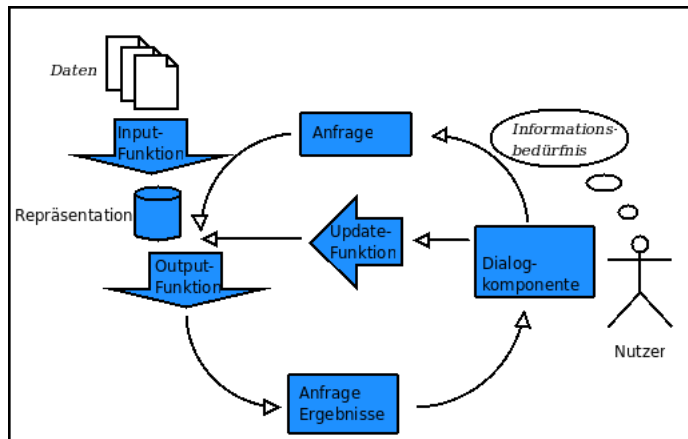 Daten
Input-
Funktion
Anfrage
Informations-
bedürfnis
Repräsentation
Update-
Funktion
Output-
Funktion
Dialog-
komponente
Nutzer
Anfrage
Ergebnisse